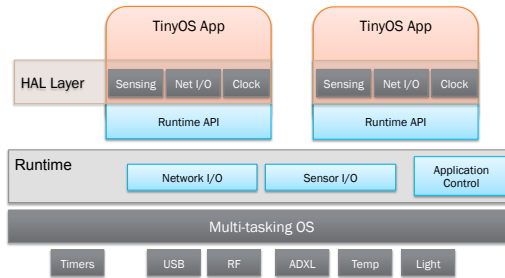 TinyOS App
TinyOS App
HAL Layer
Sensing Net I/O Clock
Sensing Net I/O Clock
Runtime API
Runtime API
Runtime
Network I/O
Sensor I/O
Application
Control
Multi-tasking OS
Timers
USB
RF
ADXL
Temp
Light